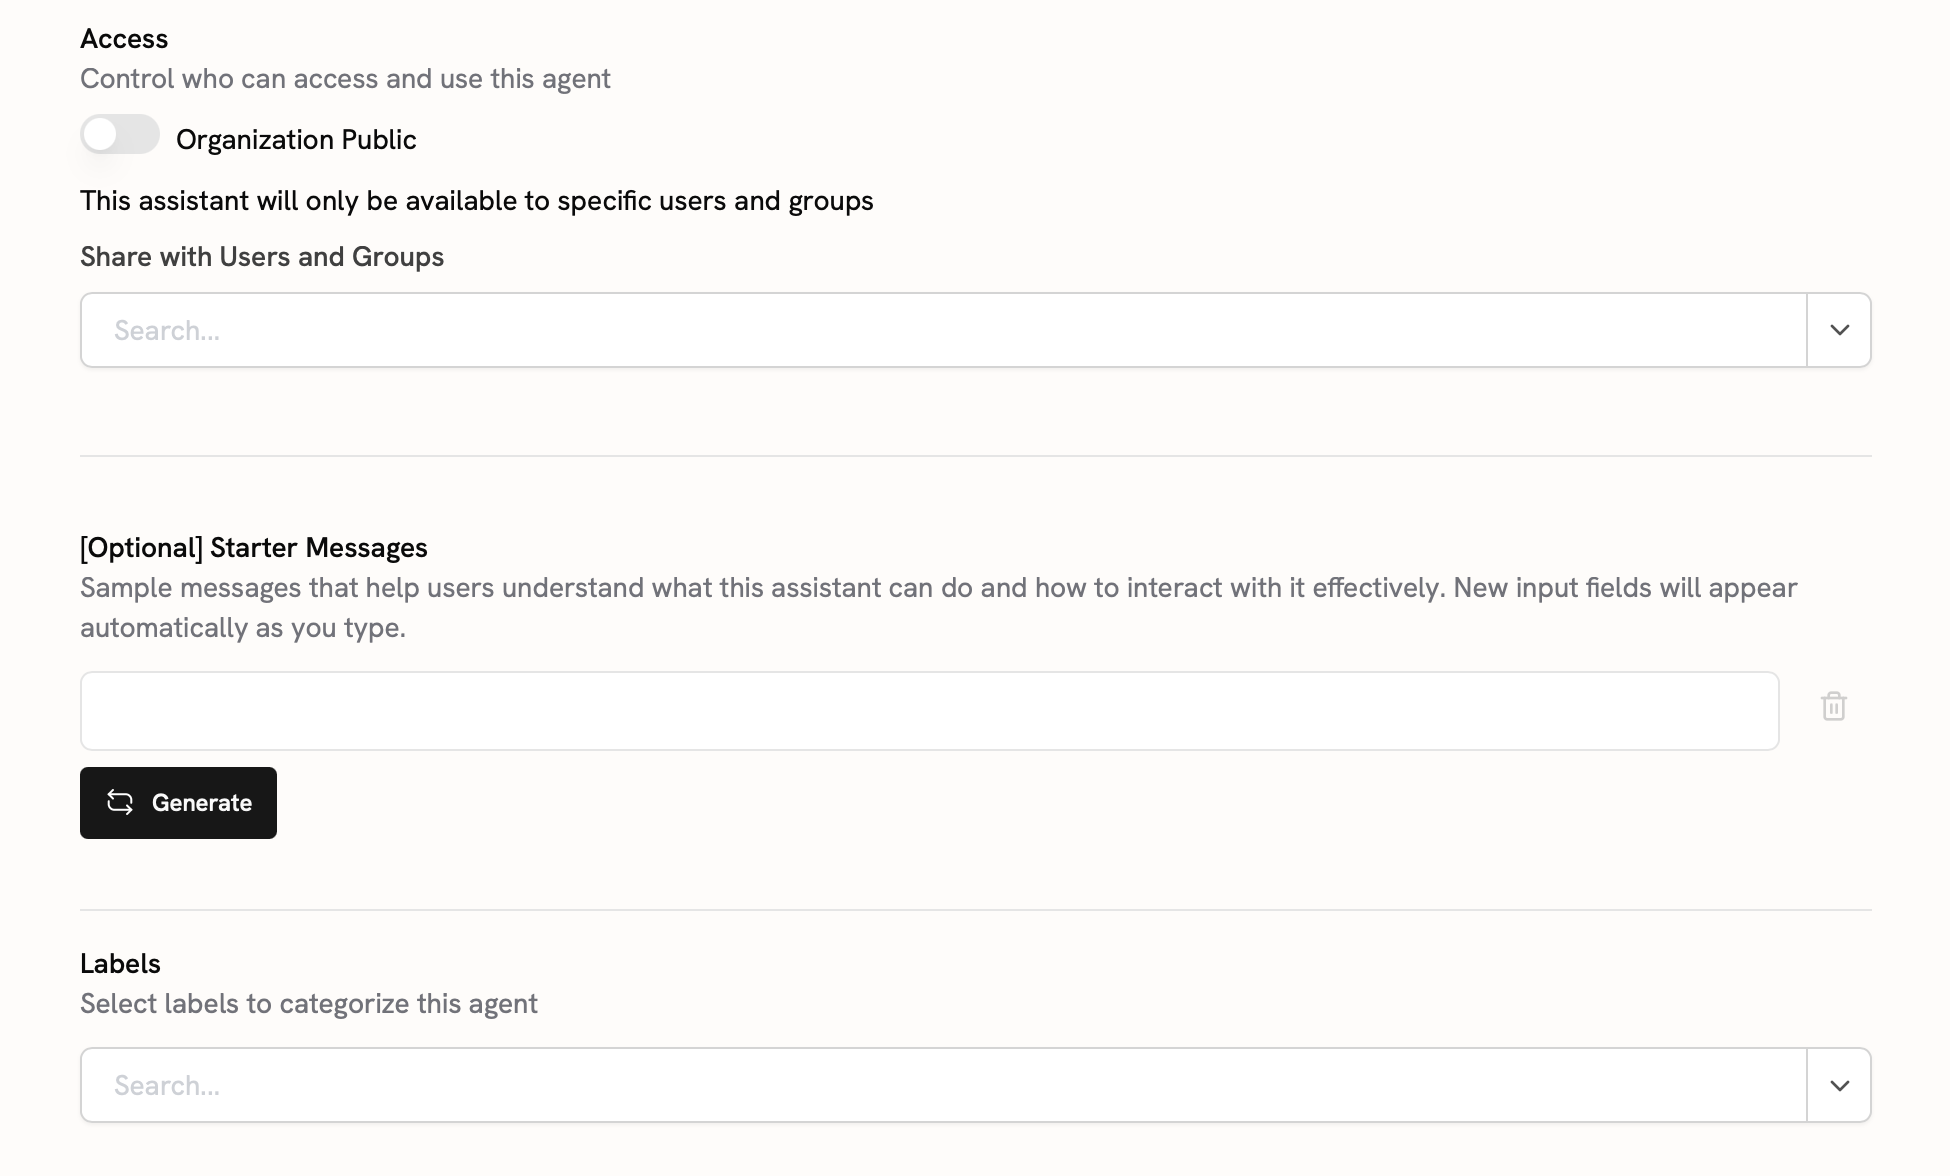 Access
Control who can access and use this agent
Organization Public
This assistant will only be available to specific users and groups
Share with Users and Groups
Search...
[Optional] Starter Messages
Sample messages that help users understand what this assistant can do and how to interact with it effectively. New input fields will appear
automatically as you type.
Generate
Labels
Select labels to categorize this agent
Search...